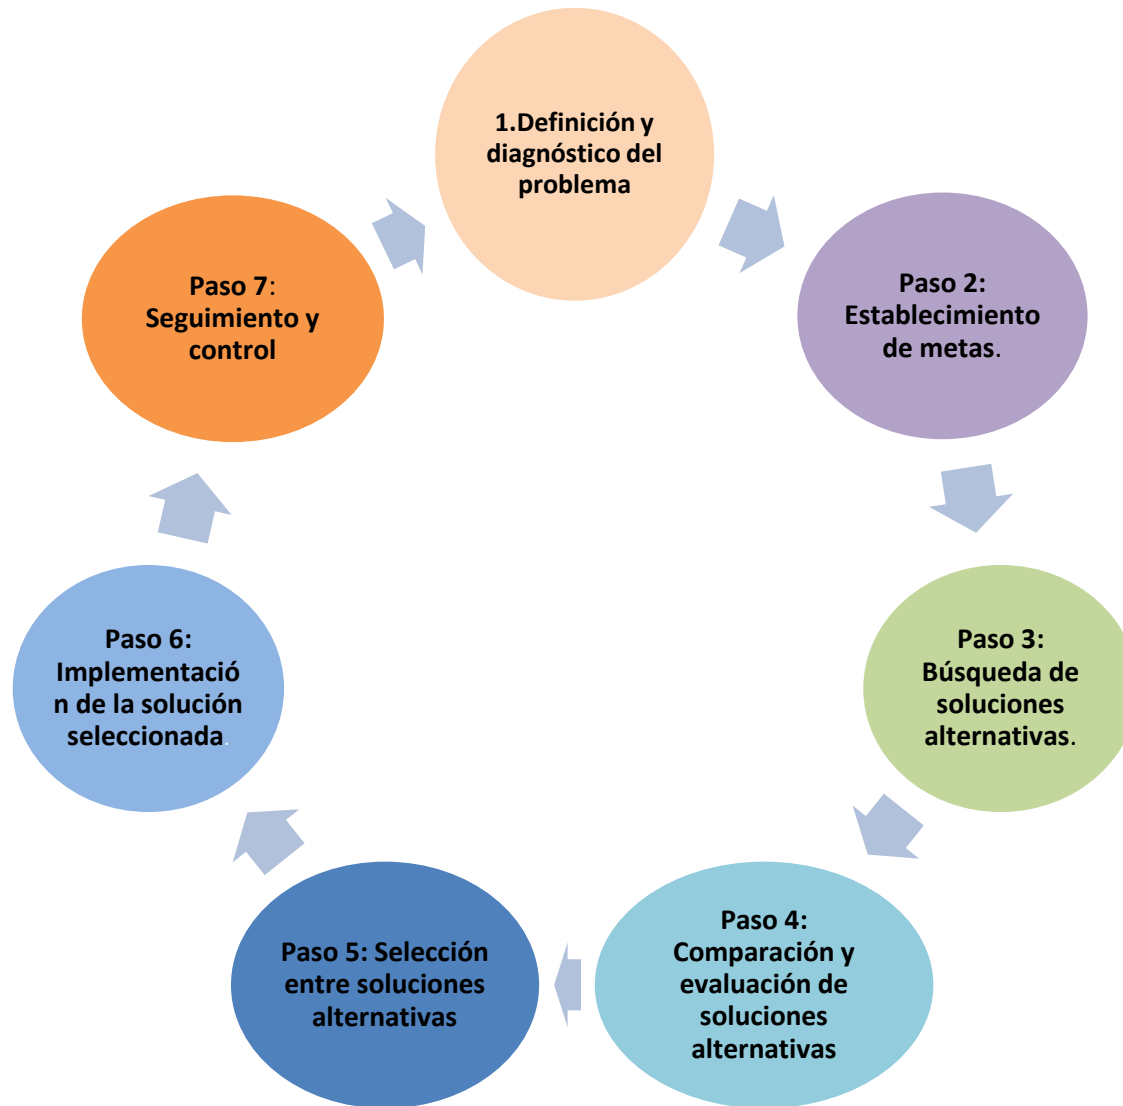 1.Definición y
diagnóstico del
problema
Paso 2:
Establecimiento
de metas.
Paso 3:
Búsqueda de
soluciones
alternativas.
Paso 4:
Comparación y
evaluación de
soluciones
alternativas
Paso 5: Selección
entre soluciones
alternativas
Paso 6:
Implementació
n de la solución
seleccionada.
Paso 7:
Seguimiento y
control